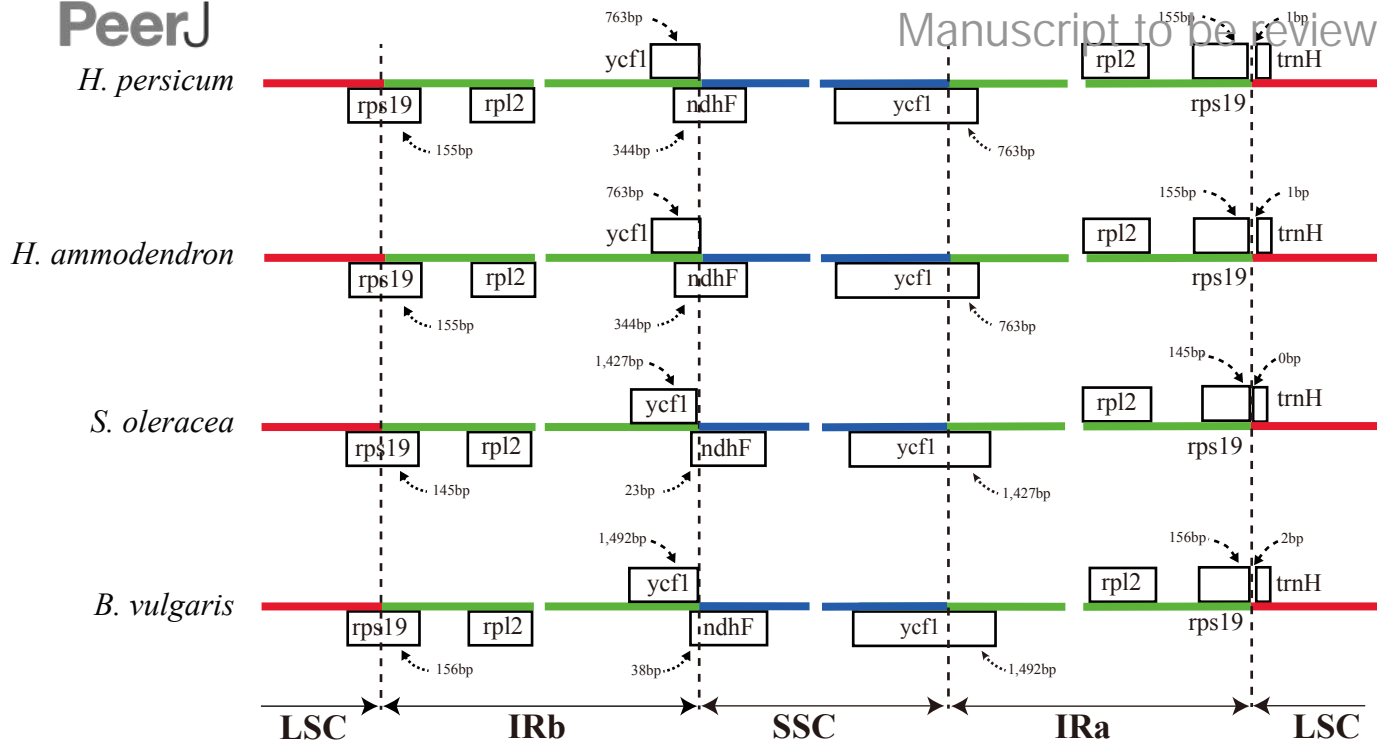 PeerJ
Manuscript to be review
763bp
155bp
1bp
ycf1
rpl2
trnH
H. persicum
rps19
rpl2
ndhF
ycf1
rps19
155bp
344bp
763bp
763bp
155bp
1bp
ycf1
rpl2
trnH
H. ammodendron
rps19
rpl2
ndhF
ycf1
rps19
155bp
344bp
763bp
1,427bp
145bp
0bp
ycf1
rpl2
trnH
S. oleracea
rps19
rpl2
ndhF
ycf1
rps19
145bp
23bp
1,427bp
1,492bp
156bp
2bp
ycf1
rpl2
trnH
B. vulgaris
rps19
rpl2
ndhF
ycf1
rps19
156bp
38bp
1,492bp
LSC IRb SSC IRa LSC